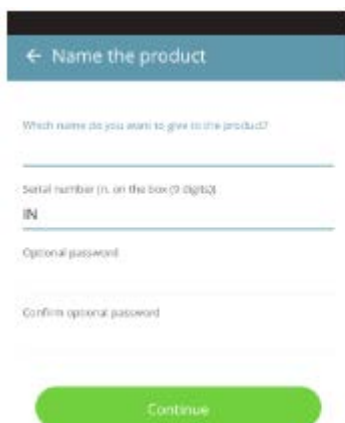 ← Name the product
Which name do you want to give to the product?
Serial number (n. on the box (9 digits))
IN
Optional password
Confirm optional password
Continue